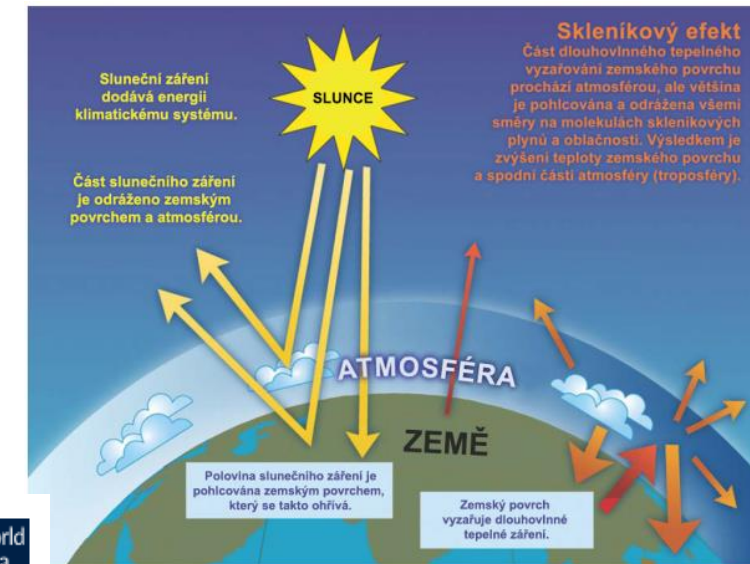 Skleníkový efekt
Část dlouhovlnného tepelného
vyzařování zemského povrchu
prochází atmosférou, ale většina
je pohlcována a odrážena všemi
směry na molekulách skleníkových
plynů a oblačnosti. Výsledkem je
zvýšení teploty zemského povrchu
a spodní části atmosféry (troposféry).
Sluneční záření
dodává energii
klimatickému systému.
SLUNCE
Část slunečního záření
je odráženo zemským
povrchem a atmosférou.
ATMOSFÉRA
ZEMĚ
Polovina slunečního záření je
pohlcována zemským povrchem,
který se takto ohřívá.
Zemský povrch
vyzařuje dlouhovlnné
tepelné záření.